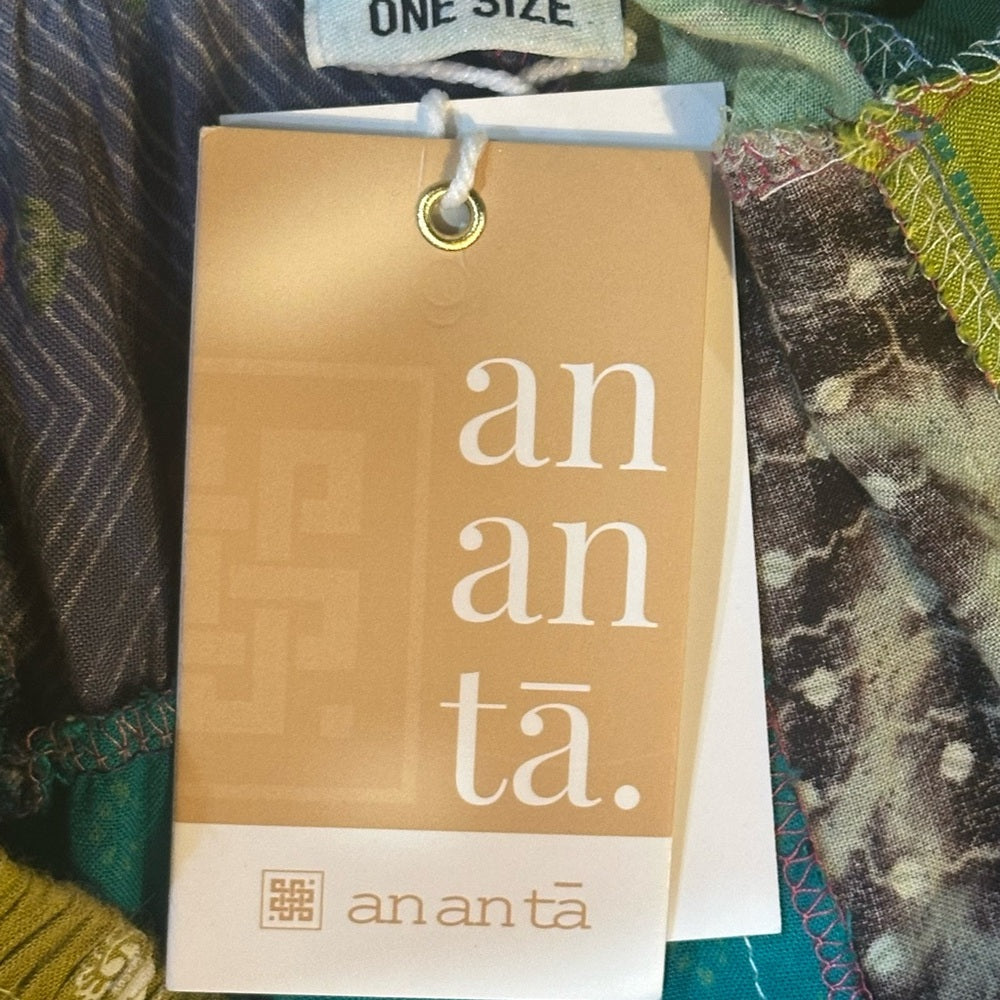 ONE SIZE
an
an
tā.
anantā